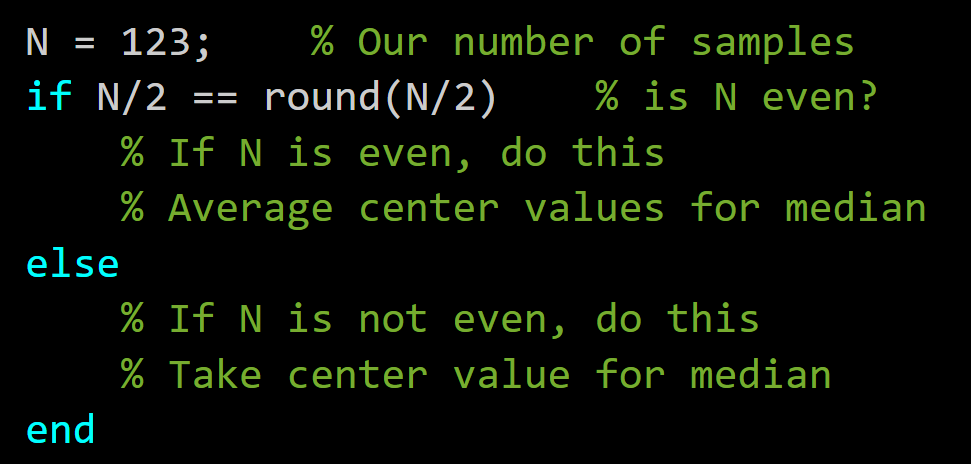 N = 123;    % Our number of samples
if N/2 == round(N/2)    % is N even?
    % If N is even, do this
    % Average center values for median
else
    % If N is not even, do this
    % Take center value for median
end